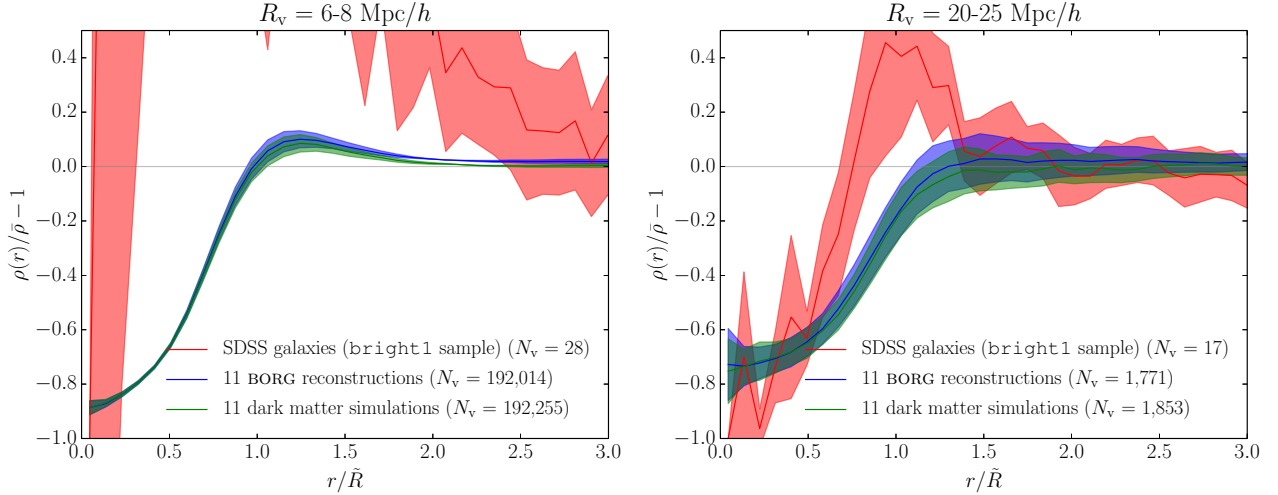 R_v = 6-8 Mpc/h
0.4
0.2
0.0
−0.2
−0.4
−0.6
−0.8
−1.0
ρ(r)/ρ̄ − 1
SDSS galaxies (bright1 sample) (N_v = 28)
11 BORG reconstructions (N_v = 192,014)
11 dark matter simulations (N_v = 192,255)
0.0 0.5 1.0 1.5 2.0 2.5 3.0
r/R̃
R_v = 20-25 Mpc/h
0.4
0.2
0.0
−0.2
−0.4
−0.6
−0.8
−1.0
ρ(r)/ρ̄ − 1
SDSS galaxies (bright1 sample) (N_v = 17)
11 BORG reconstructions (N_v = 1,771)
11 dark matter simulations (N_v = 1,853)
0.0 0.5 1.0 1.5 2.0 2.5 3.0
r/R̃